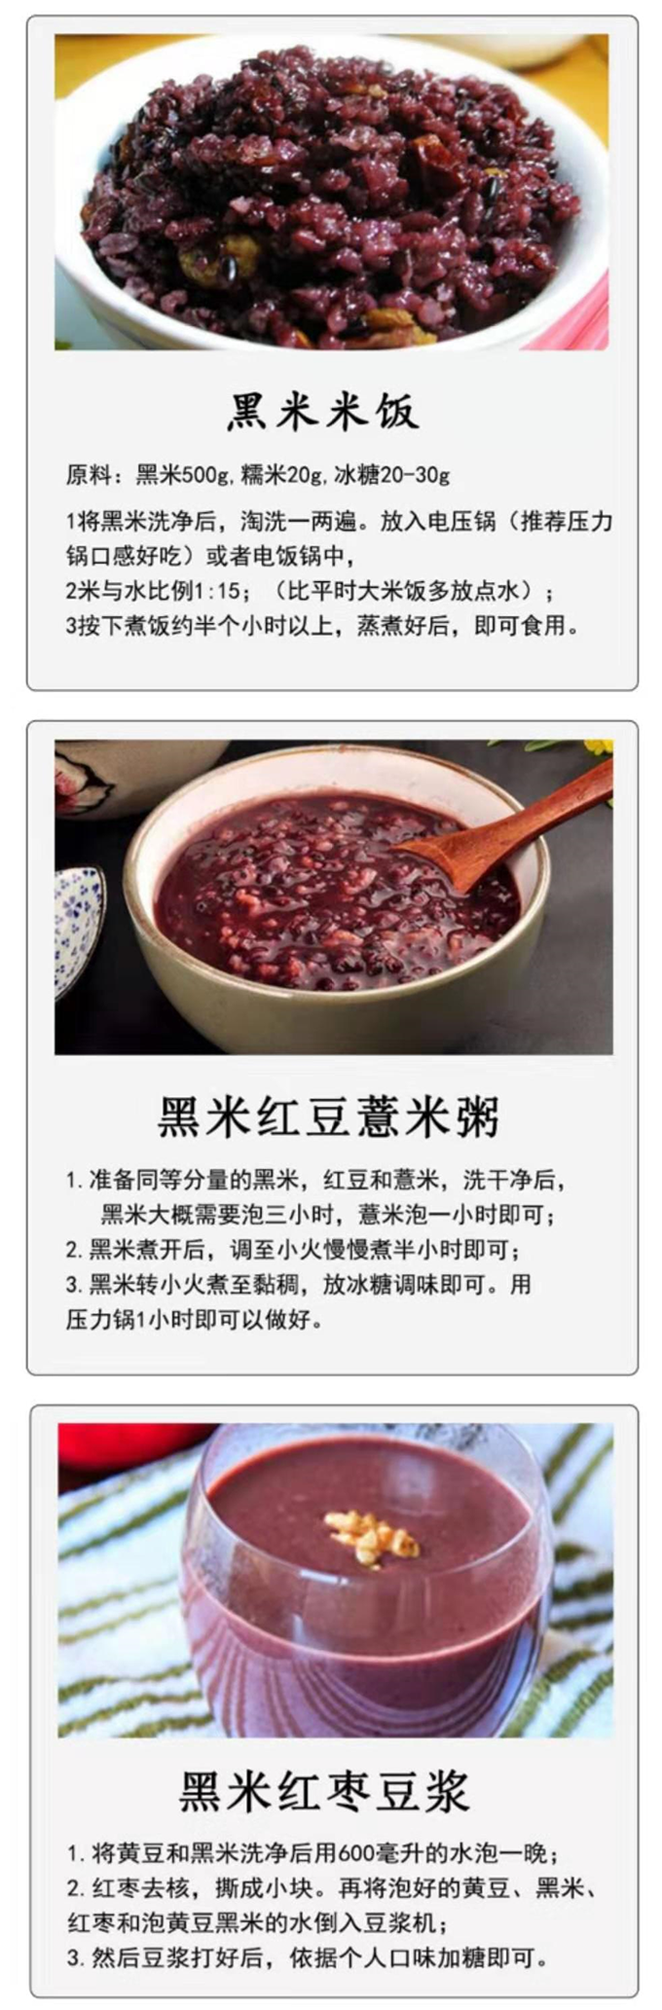 黑米米饭
原料：黑米500g,糯米20g,冰糖20-30g
1将黑米洗净后，淘洗一两遍。放入电压锅（推荐压力
锅口感好吃）或者电饭锅中，
2米与水比例1:15；（比平时大米饭多放点水）；
3按下煮饭约半个小时以上，蒸煮好后，即可食用。
黑米红豆薏米粥
1.准备同等分量的黑米，红豆和薏米，洗干净后，
黑米大概需要泡三小时，薏米泡一小时即可；
2.黑米煮开后，调至小火慢慢煮半小时即可；
3.黑米转小火煮至黏稠，放冰糖调味即可。用
压力锅1小时即可以做好。
黑米红枣豆浆
1.将黄豆和黑米洗净后用600毫升的水泡一晚；
2.红枣去核，撕成小块。再将泡好的黄豆、黑米、
红枣和泡黄豆黑米的水倒入豆浆机；
3.然后豆浆打好后，依据个人口味加糖即可。